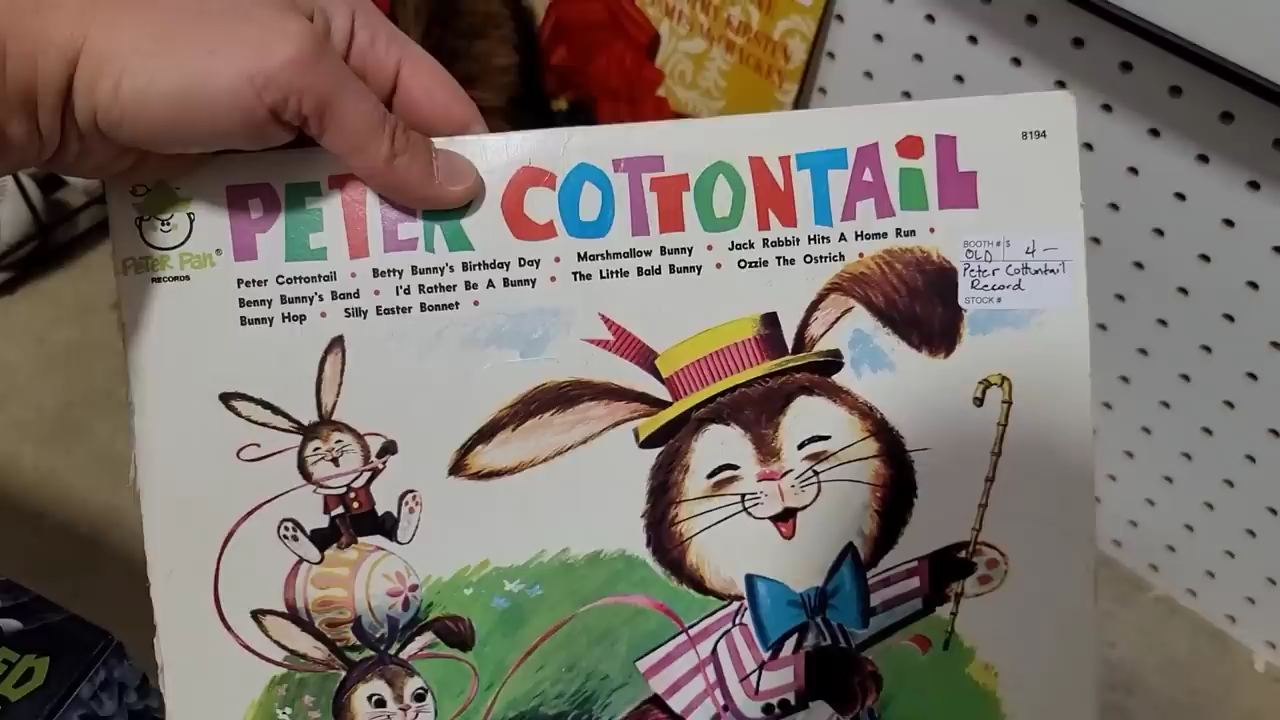 8194
PETER COTTONTAIL
PETER PAN®
RECORDS
Peter Cottontail • Betty Bunny's Birthday Day • Marshmallow Bunny • Jack Rabbit Hits A Home Run •
Benny Bunny's Band • I'd Rather Be A Bunny • The Little Bald Bunny • Ozzie The Ostrich •
Bunny Hop • Silly Easter Bonnet •
BOOTH # $
OLD 4 —
Peter Cottontail
Record
STOCK #